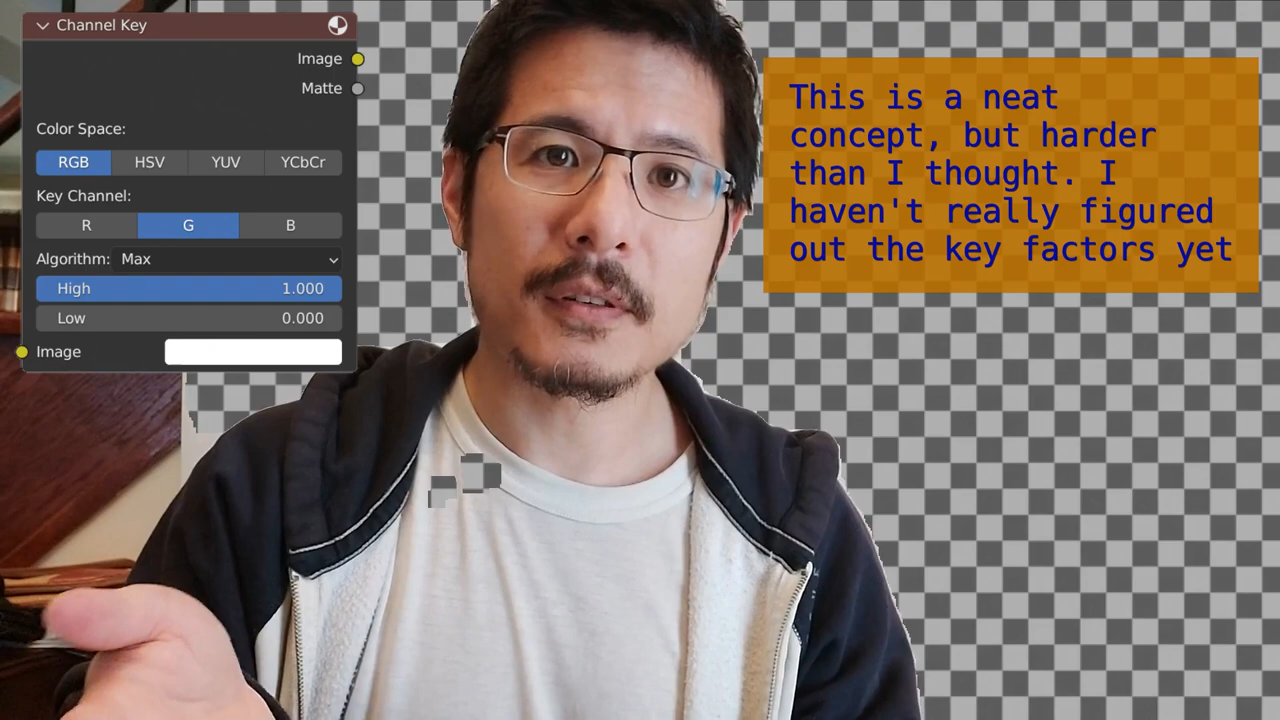 Channel Key
Image
Matte
Color Space:
RGB HSV YUV YCbCr
Key Channel:
R G B
Algorithm: Max
High 1.000
Low 0.000
Image
This is a neat
concept, but harder
than I thought. I
haven't really figured
out the key factors yet